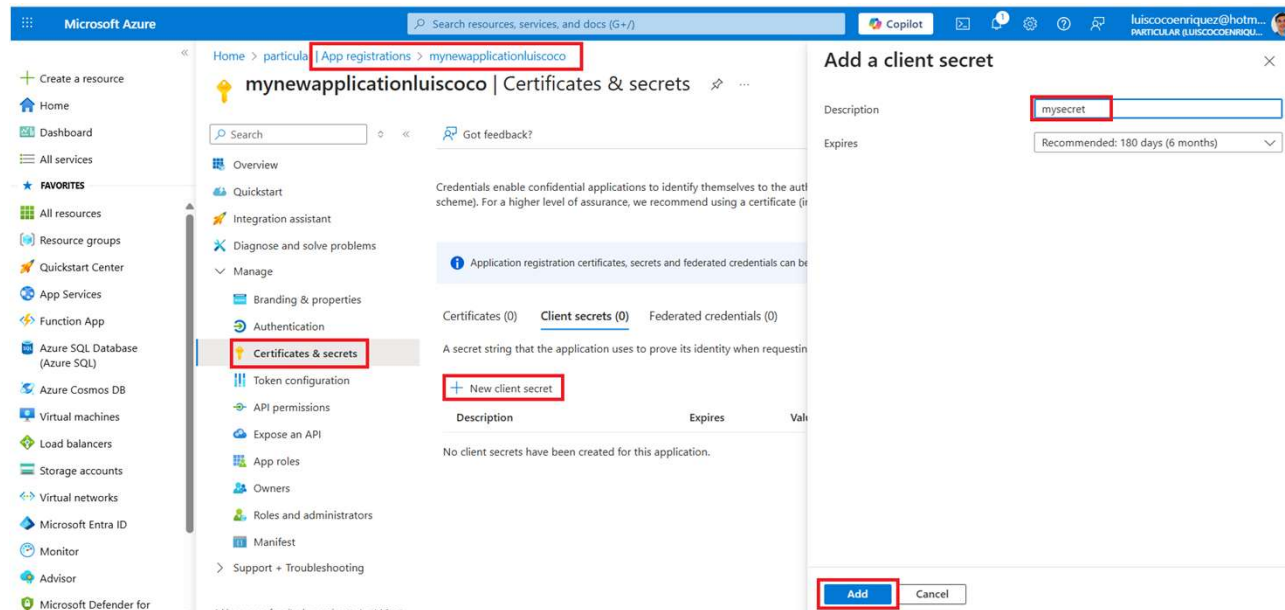 Microsoft Azure
Search resources, services, and docs (G+/)
Copilot
1
luiscocoenriquez@hotm...
PARTICULAR (LUISCOCOENRIQU...
Create a resource
Home
Dashboard
All services
FAVORITES
All resources
Resource groups
Quickstart Center
App Services
Function App
Azure SQL Database
(Azure SQL)
Azure Cosmos DB
Virtual machines
Load balancers
Storage accounts
Virtual networks
Microsoft Entra ID
Monitor
Advisor
Microsoft Defender for
Home > particula | App registrations > mynewapplicationluiscoco
mynewapplicationluiscoco | Certificates & secrets ...
Search
Overview
Quickstart
Integration assistant
Diagnose and solve problems
Manage
Branding & properties
Authentication
Certificates & secrets
Token configuration
API permissions
Expose an API
App roles
Owners
Roles and administrators
Manifest
Support + Troubleshooting
Got feedback?
Credentials enable confidential applications to identify themselves to the aut
scheme). For a higher level of assurance, we recommend using a certificate (i
Application registration certificates, secrets and federated credentials can be
Certificates (0) Client secrets (0) Federated credentials (0)
A secret string that the application uses to prove its identity when requestin
New client secret
Description Expires Val
No client secrets have been created for this application.
Add a client secret
Description mysecret
Expires Recommended: 180 days (6 months)
Add Cancel